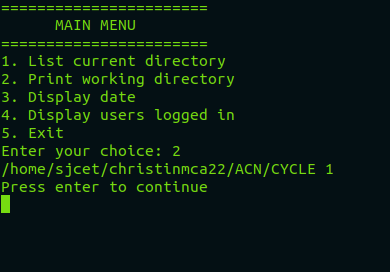 =======================
MAIN MENU
=======================
1. List current directory
2. Print working directory
3. Display date
4. Display users logged in
5. Exit
Enter your choice: 2
/home/sjcet/christinmca22/ACN/CYCLE 1
Press enter to continue